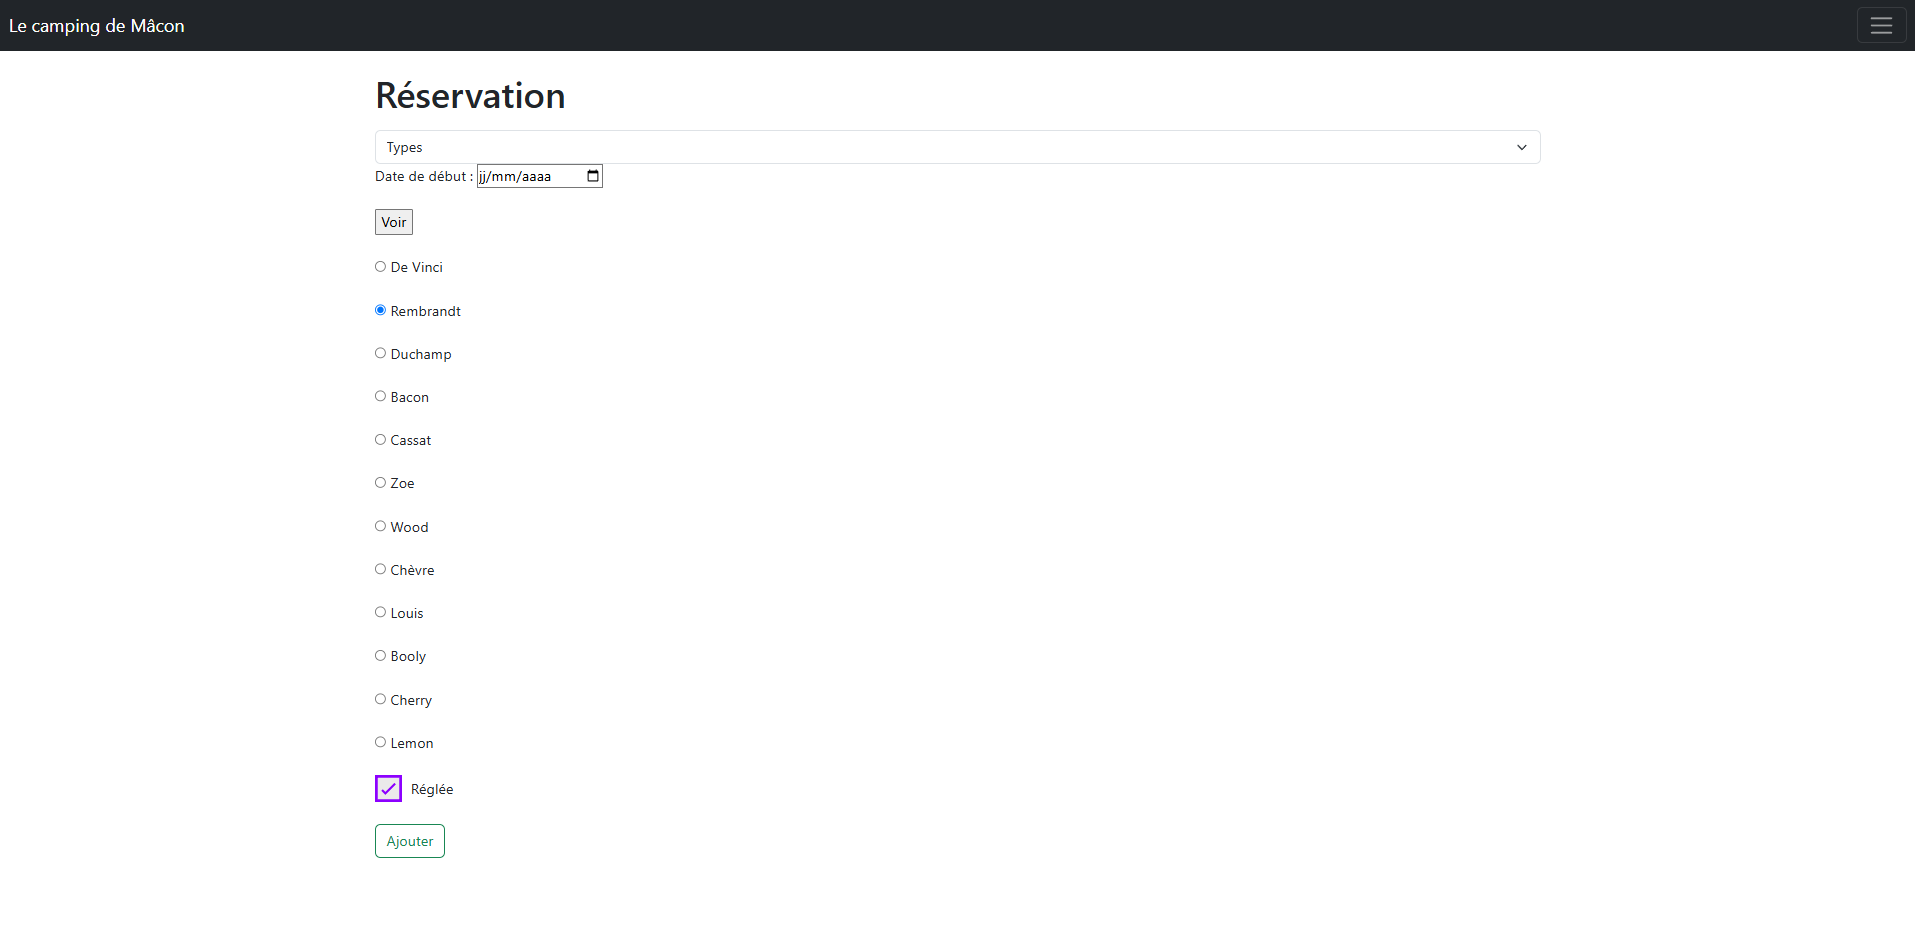 Le camping de Mâcon
Réservation
Types
Date de début : jj/mm/aaaa
Voir
De Vinci
Rembrandt
Duchamp
Bacon
Cassat
Zoe
Wood
Chèvre
Louis
Booly
Cherry
Lemon
Réglée
Ajouter